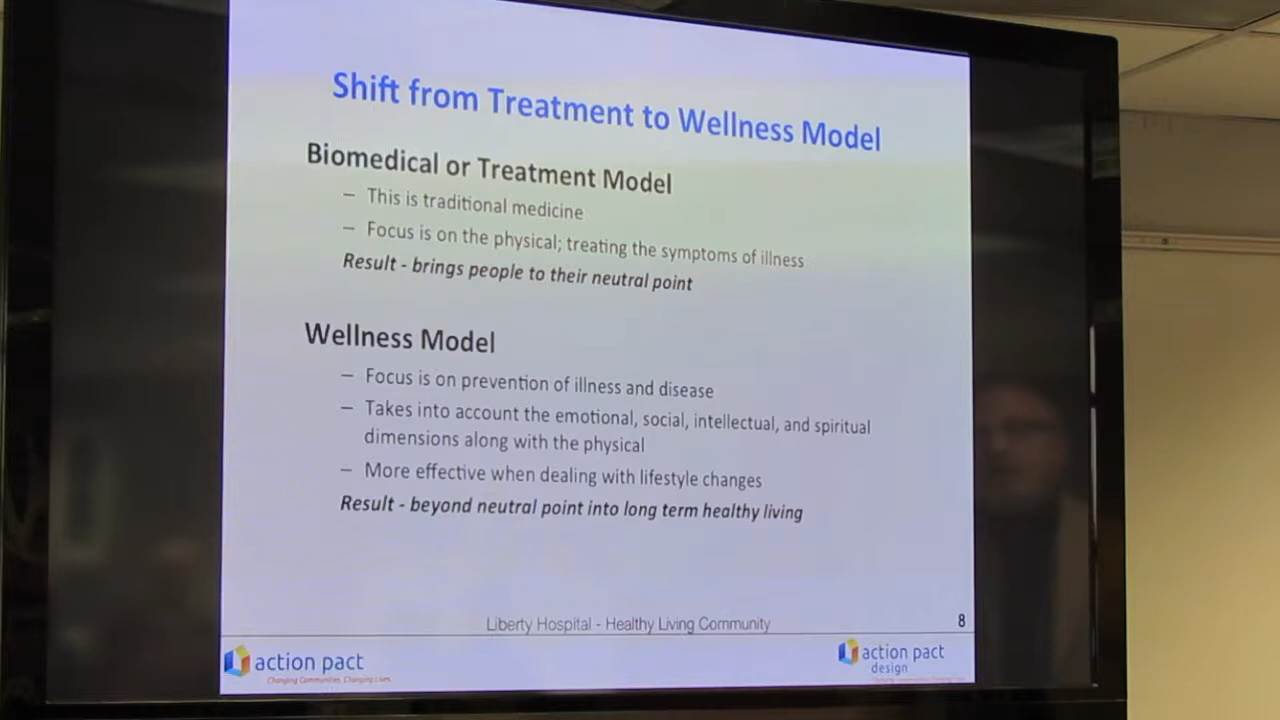 Shift from Treatment to Wellness Model
Biomedical or Treatment Model
– This is traditional medicine
– Focus is on the physical; treating the symptoms of illness
Result - brings people to their neutral point
Wellness Model
– Focus is on prevention of illness and disease
– Takes into account the emotional, social, intellectual, and spiritual
dimensions along with the physical
– More effective when dealing with lifestyle changes
Result - beyond neutral point into long term healthy living
Liberty Hospital - Healthy Living Community
8
action pact
Changing Communities, Changing Lives.
action pact
design